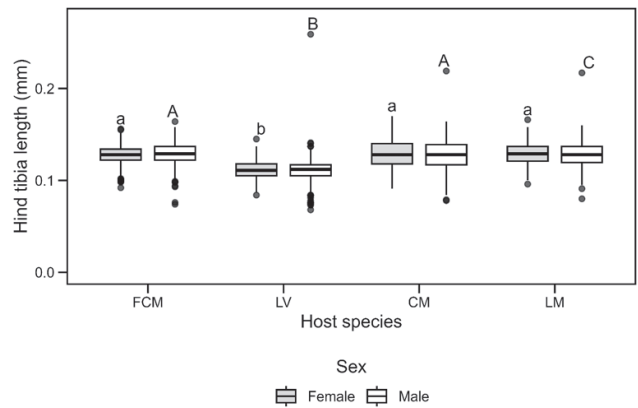 B
A
C
0.2
a
A
a
a
b
Hind tibia length (mm)
0.1
0.0
FCM
LV
CM
LM
Host species
Sex
Female
Male